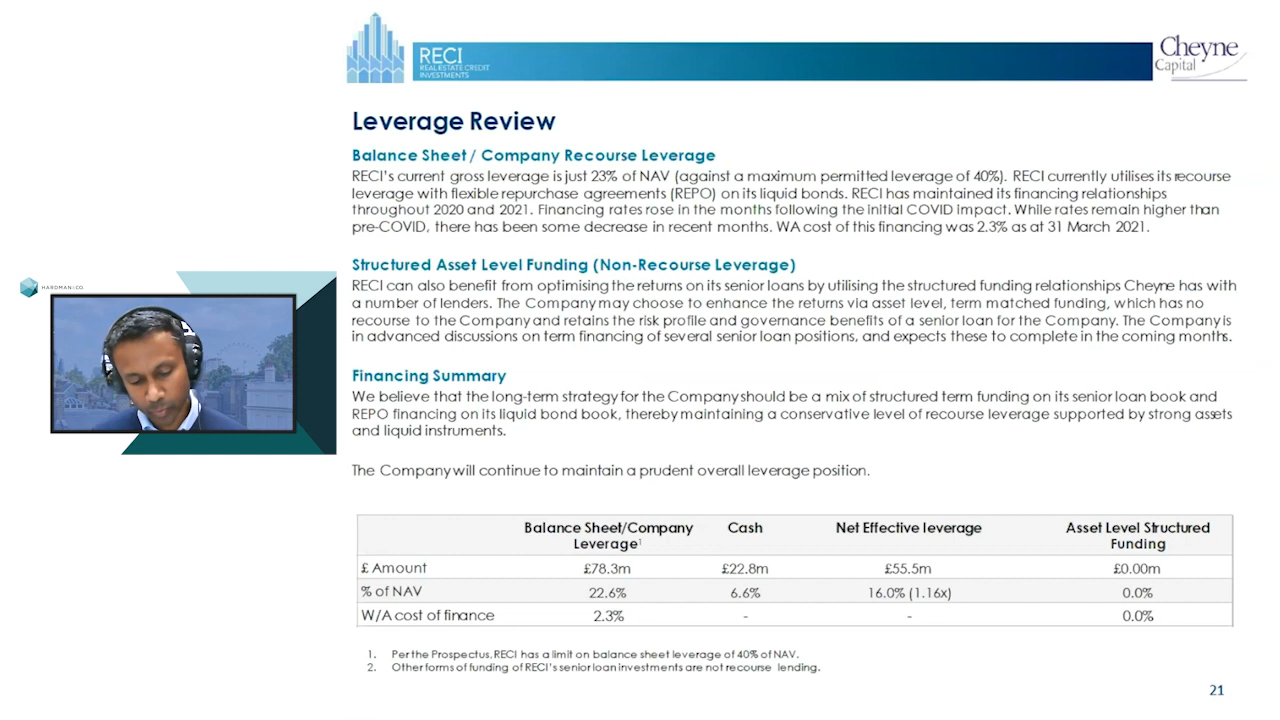 RECI
REAL ESTATE CREDIT
INVESTMENTS
Cheyne
Capital
Leverage Review
Balance Sheet / Company Recourse Leverage
RECI's current gross leverage is just 23% of NAV (against a maximum permitted leverage of 40%). RECI currently utilises its recourse
leverage with flexible repurchase agreements (REPO) on its liquid bonds. RECI has maintained its financing relationships
throughout 2020 and 2021. Financing rates rose in the months following the initial COVID impact. While rates remain higher than
pre-COVID, there has been some decrease in recent months. WA cost of this financing was 2.3% as at 31 March 2021.
Structured Asset Level Funding (Non-Recourse Leverage)
RECI can also benefit from optimising the returns on its senior loans by utilising the structured funding relationships Cheyne has with
a number of lenders. The Company may choose to enhance the returns via asset level, term matched funding, which has no
recourse to the Company and retains the risk profile and governance benefits of a senior loan for the Company. The Company is
in advanced discussions on term financing of several senior loan positions, and expects these to complete in the coming months.
HARDMAN&CO.
Financing Summary
We believe that the long-term strategy for the Company should be a mix of structured term funding on its senior loan book and
REPO financing on its liquid bond book, thereby maintaining a conservative level of recourse leverage supported by strong assets
and liquid instruments.
The Company will continue to maintain a prudent overall leverage position.
Balance Sheet/Company Leverage1 Cash Net Effective leverage Asset Level Structured Funding
£ Amount £78.3m £22.8m £55.5m £0.00m
% of NAV 22.6% 6.6% 16.0% (1.16x) 0.0%
W/A cost of finance 2.3% - - 0.0%
1. Per the Prospectus, RECI has a limit on balance sheet leverage of 40% of NAV.
2. Other forms of funding of RECI's senior loan investments are not recourse lending.
21